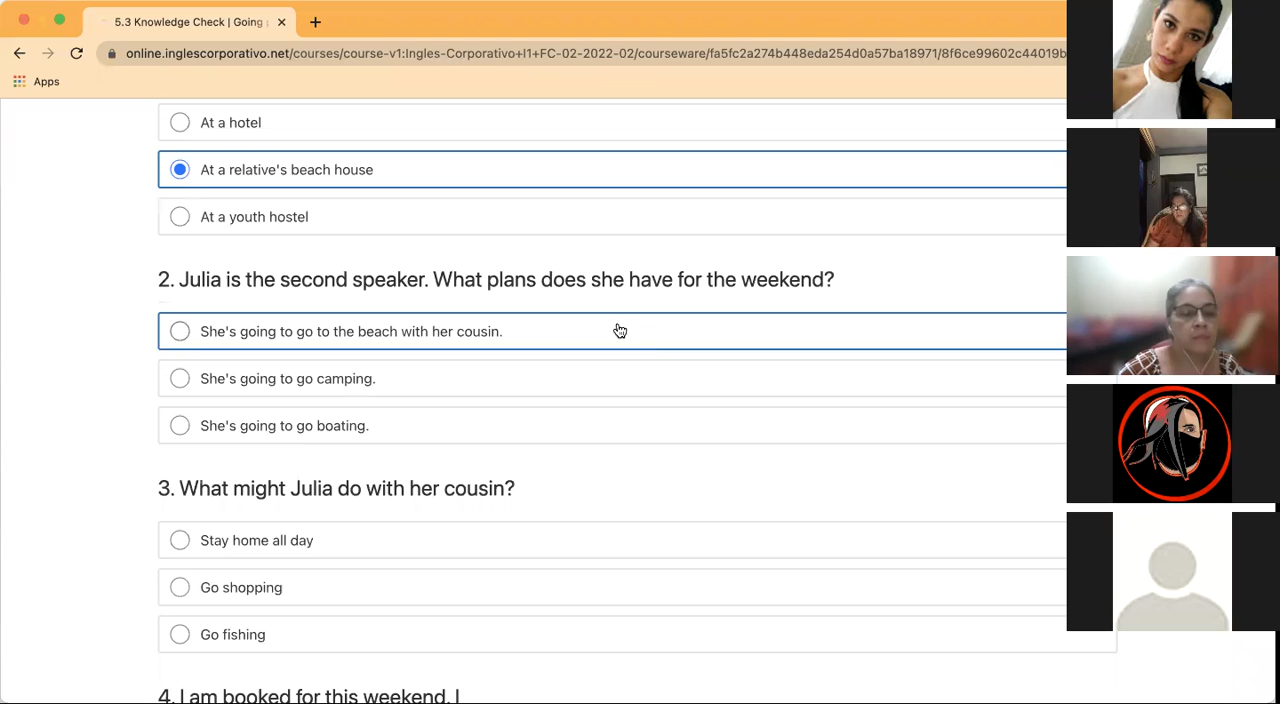 5.3 Knowledge Check | Going
online.inglescorporativo.net/courses/course-v1:Ingles-Corporativo+I1+FC-02-2022-02/courseware/fa5fc2a274b448eda254d0a57ba18971/8f6ce99602c44019b
Apps
At a hotel
At a relative's beach house
At a youth hostel
2. Julia is the second speaker. What plans does she have for the weekend?
She's going to go to the beach with her cousin.
She's going to go camping.
She's going to go boating.
3. What might Julia do with her cousin?
Stay home all day
Go shopping
Go fishing
4. I am booked for this weekend. I